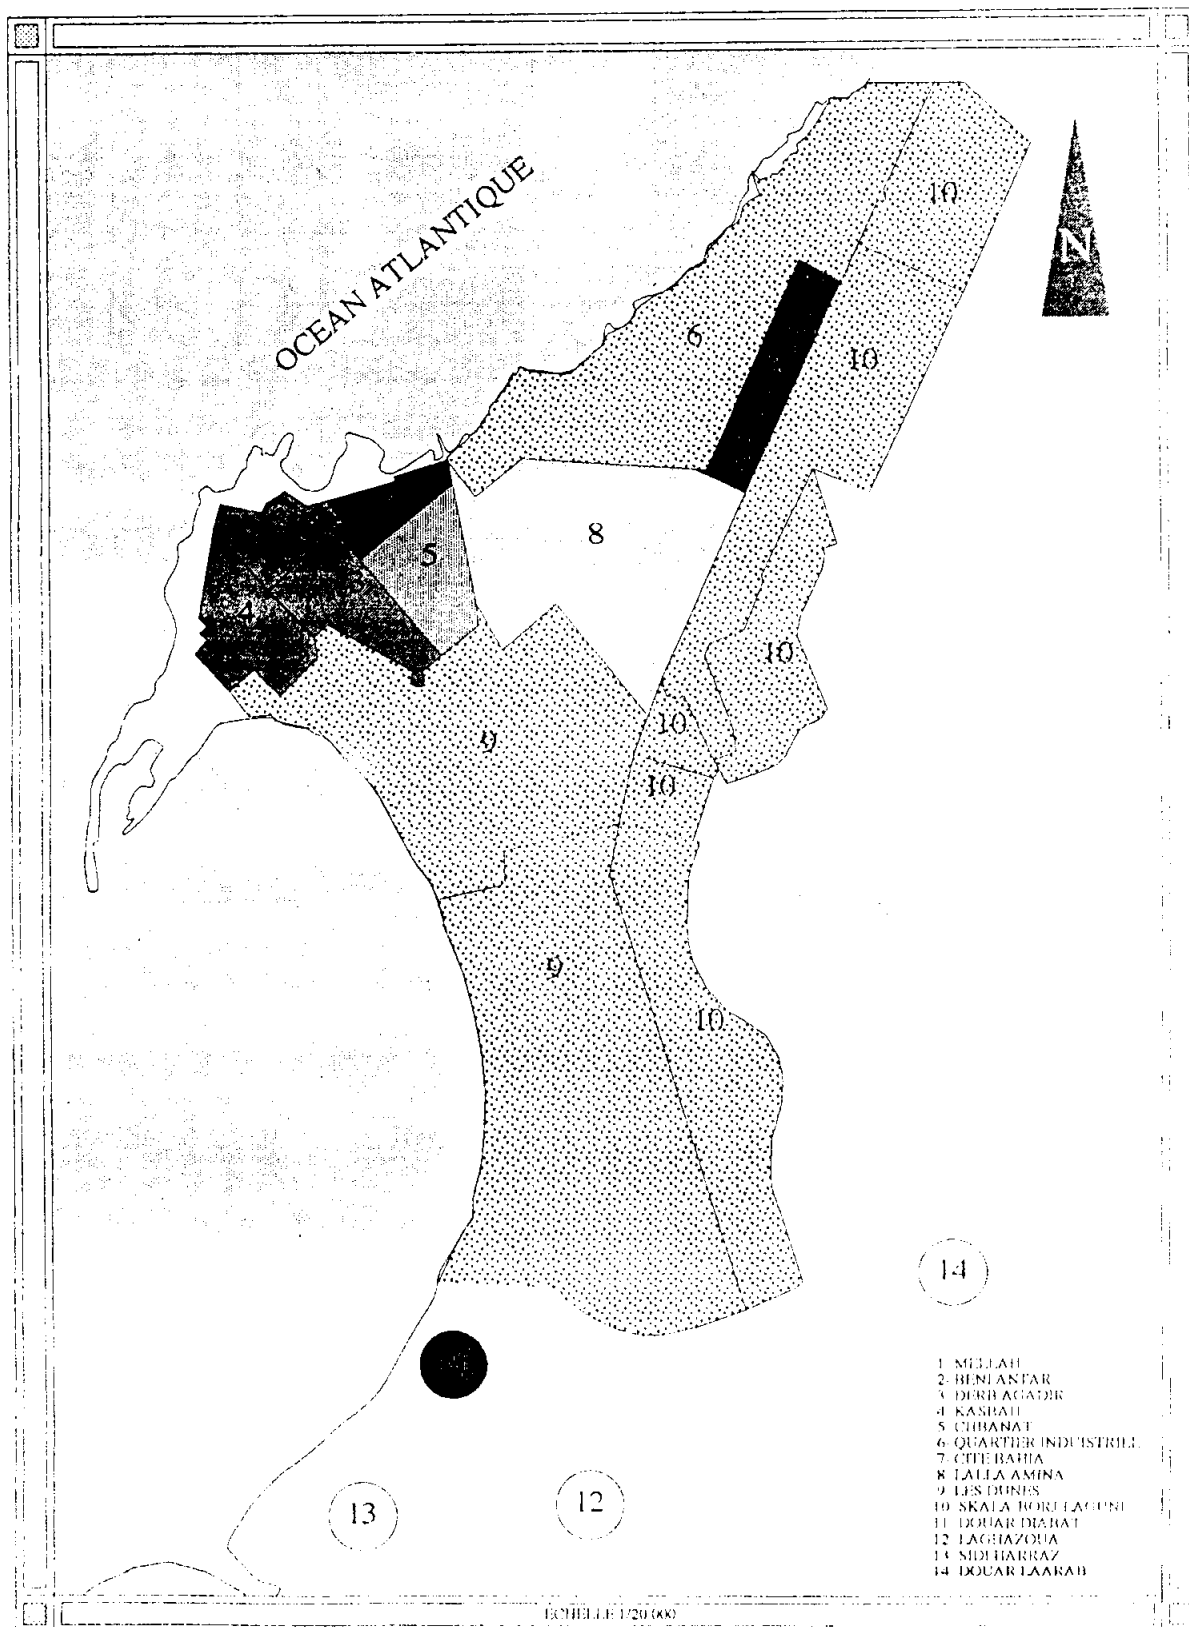 OCEAN ATLANTIQUE
N
10
6
10
8
5
4
10
9
10
10
9
10
14
13
12
1 MELLAH
2- BENI ANTAR
3 DERB AGADIR
4 KASBAH
5 CHBANAT
6- QUARTIER INDUISTRIEL
7- CITE BAHIA
8 LALLA AMINA
9 LES DUNES
10 SKALA BORJ LAGUNE
11 DOUAR DIABAT
12 LAGHAZOUA
13 SIDI HARRAZ
14 DOUAR LAARAB
ECHELLE 1/20 000